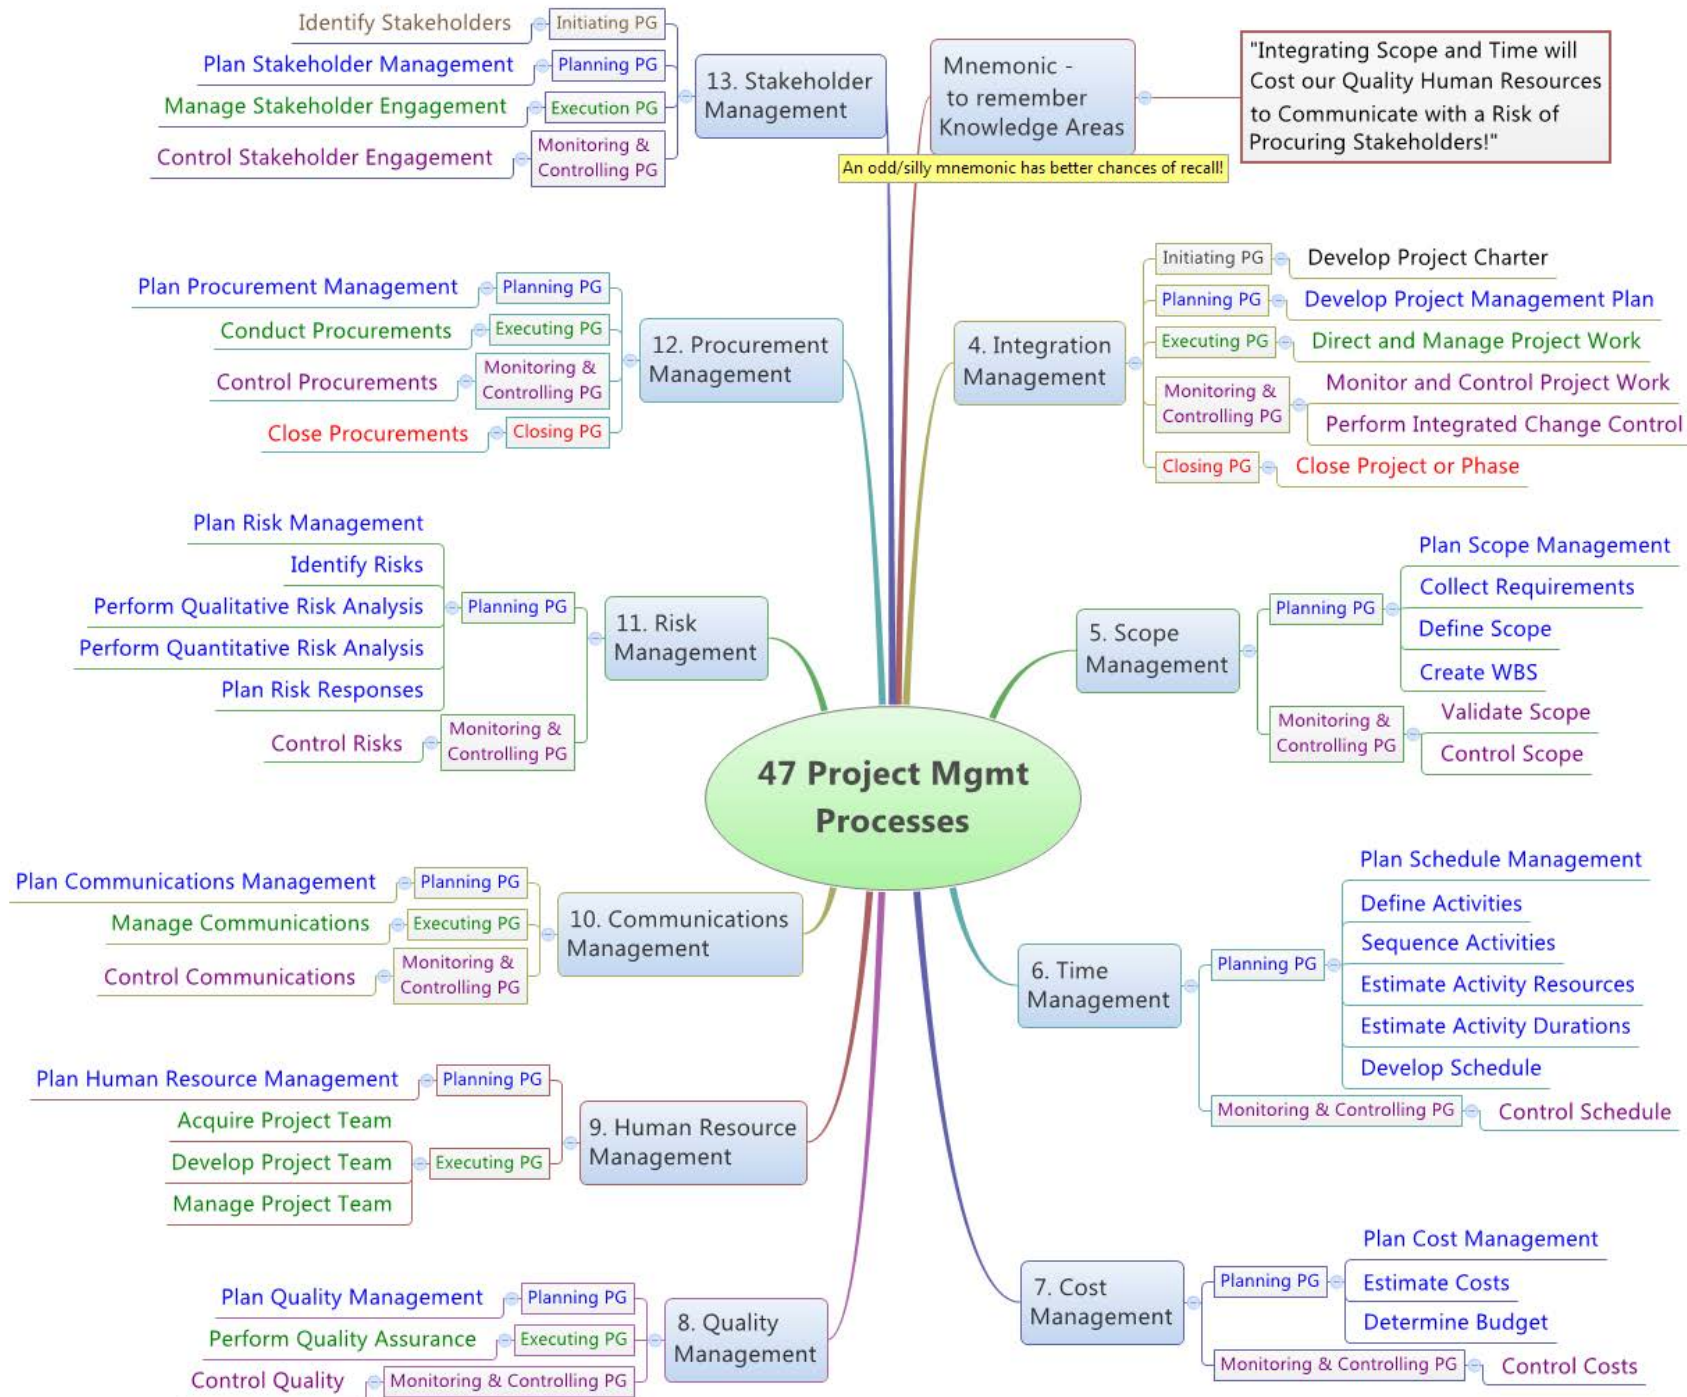 47 Project Mgmt
Processes
Mnemonic -
to remember
Knowledge Areas
An odd/silly mnemonic has better chances of recall!
"Integrating Scope and Time will
Cost our Quality Human Resources
to Communicate with a Risk of
Procuring Stakeholders!"
4. Integration
Management
Initiating PG
Develop Project Charter
Planning PG
Develop Project Management Plan
Executing PG
Direct and Manage Project Work
Monitoring &
Controlling PG
Monitor and Control Project Work
Perform Integrated Change Control
Closing PG
Close Project or Phase
5. Scope
Management
Planning PG
Plan Scope Management
Collect Requirements
Define Scope
Create WBS
Monitoring &
Controlling PG
Validate Scope
Control Scope
6. Time
Management
Planning PG
Plan Schedule Management
Define Activities
Sequence Activities
Estimate Activity Resources
Estimate Activity Durations
Develop Schedule
Monitoring & Controlling PG
Control Schedule
7. Cost
Management
Planning PG
Plan Cost Management
Estimate Costs
Determine Budget
Monitoring & Controlling PG
Control Costs
8. Quality
Management
Planning PG
Plan Quality Management
Executing PG
Perform Quality Assurance
Monitoring & Controlling PG
Control Quality
9. Human Resource
Management
Planning PG
Plan Human Resource Management
Executing PG
Acquire Project Team
Develop Project Team
Manage Project Team
10. Communications
Management
Planning PG
Plan Communications Management
Executing PG
Manage Communications
Monitoring &
Controlling PG
Control Communications
11. Risk
Management
Planning PG
Plan Risk Management
Identify Risks
Perform Qualitative Risk Analysis
Perform Quantitative Risk Analysis
Plan Risk Responses
Monitoring &
Controlling PG
Control Risks
12. Procurement
Management
Planning PG
Plan Procurement Management
Executing PG
Conduct Procurements
Monitoring &
Controlling PG
Control Procurements
Closing PG
Close Procurements
13. Stakeholder
Management
Initiating PG
Identify Stakeholders
Planning PG
Plan Stakeholder Management
Execution PG
Manage Stakeholder Engagement
Monitoring &
Controlling PG
Control Stakeholder Engagement